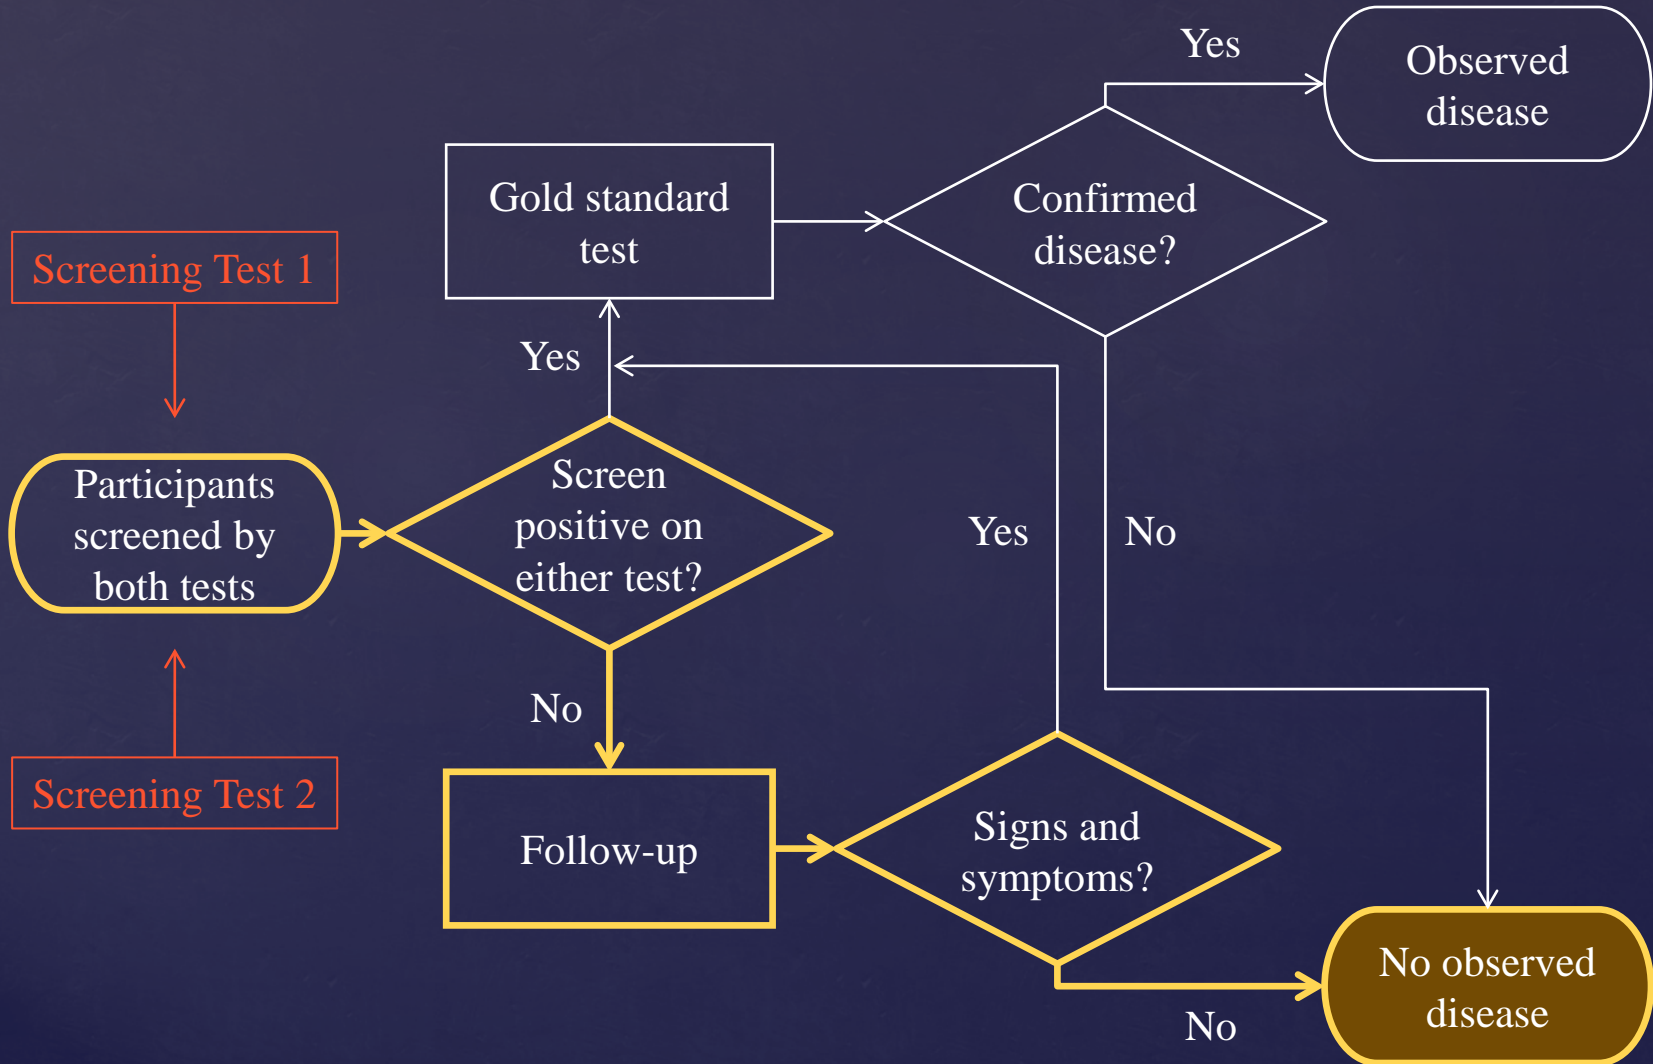 Yes
Observed
disease
Gold standard
test
Confirmed
disease?
Screening Test 1
Yes
Participants
screened by
both tests
Screen
positive on
either test?
Yes
No
No
Screening Test 2
Follow-up
Signs and
symptoms?
No observed
disease
No